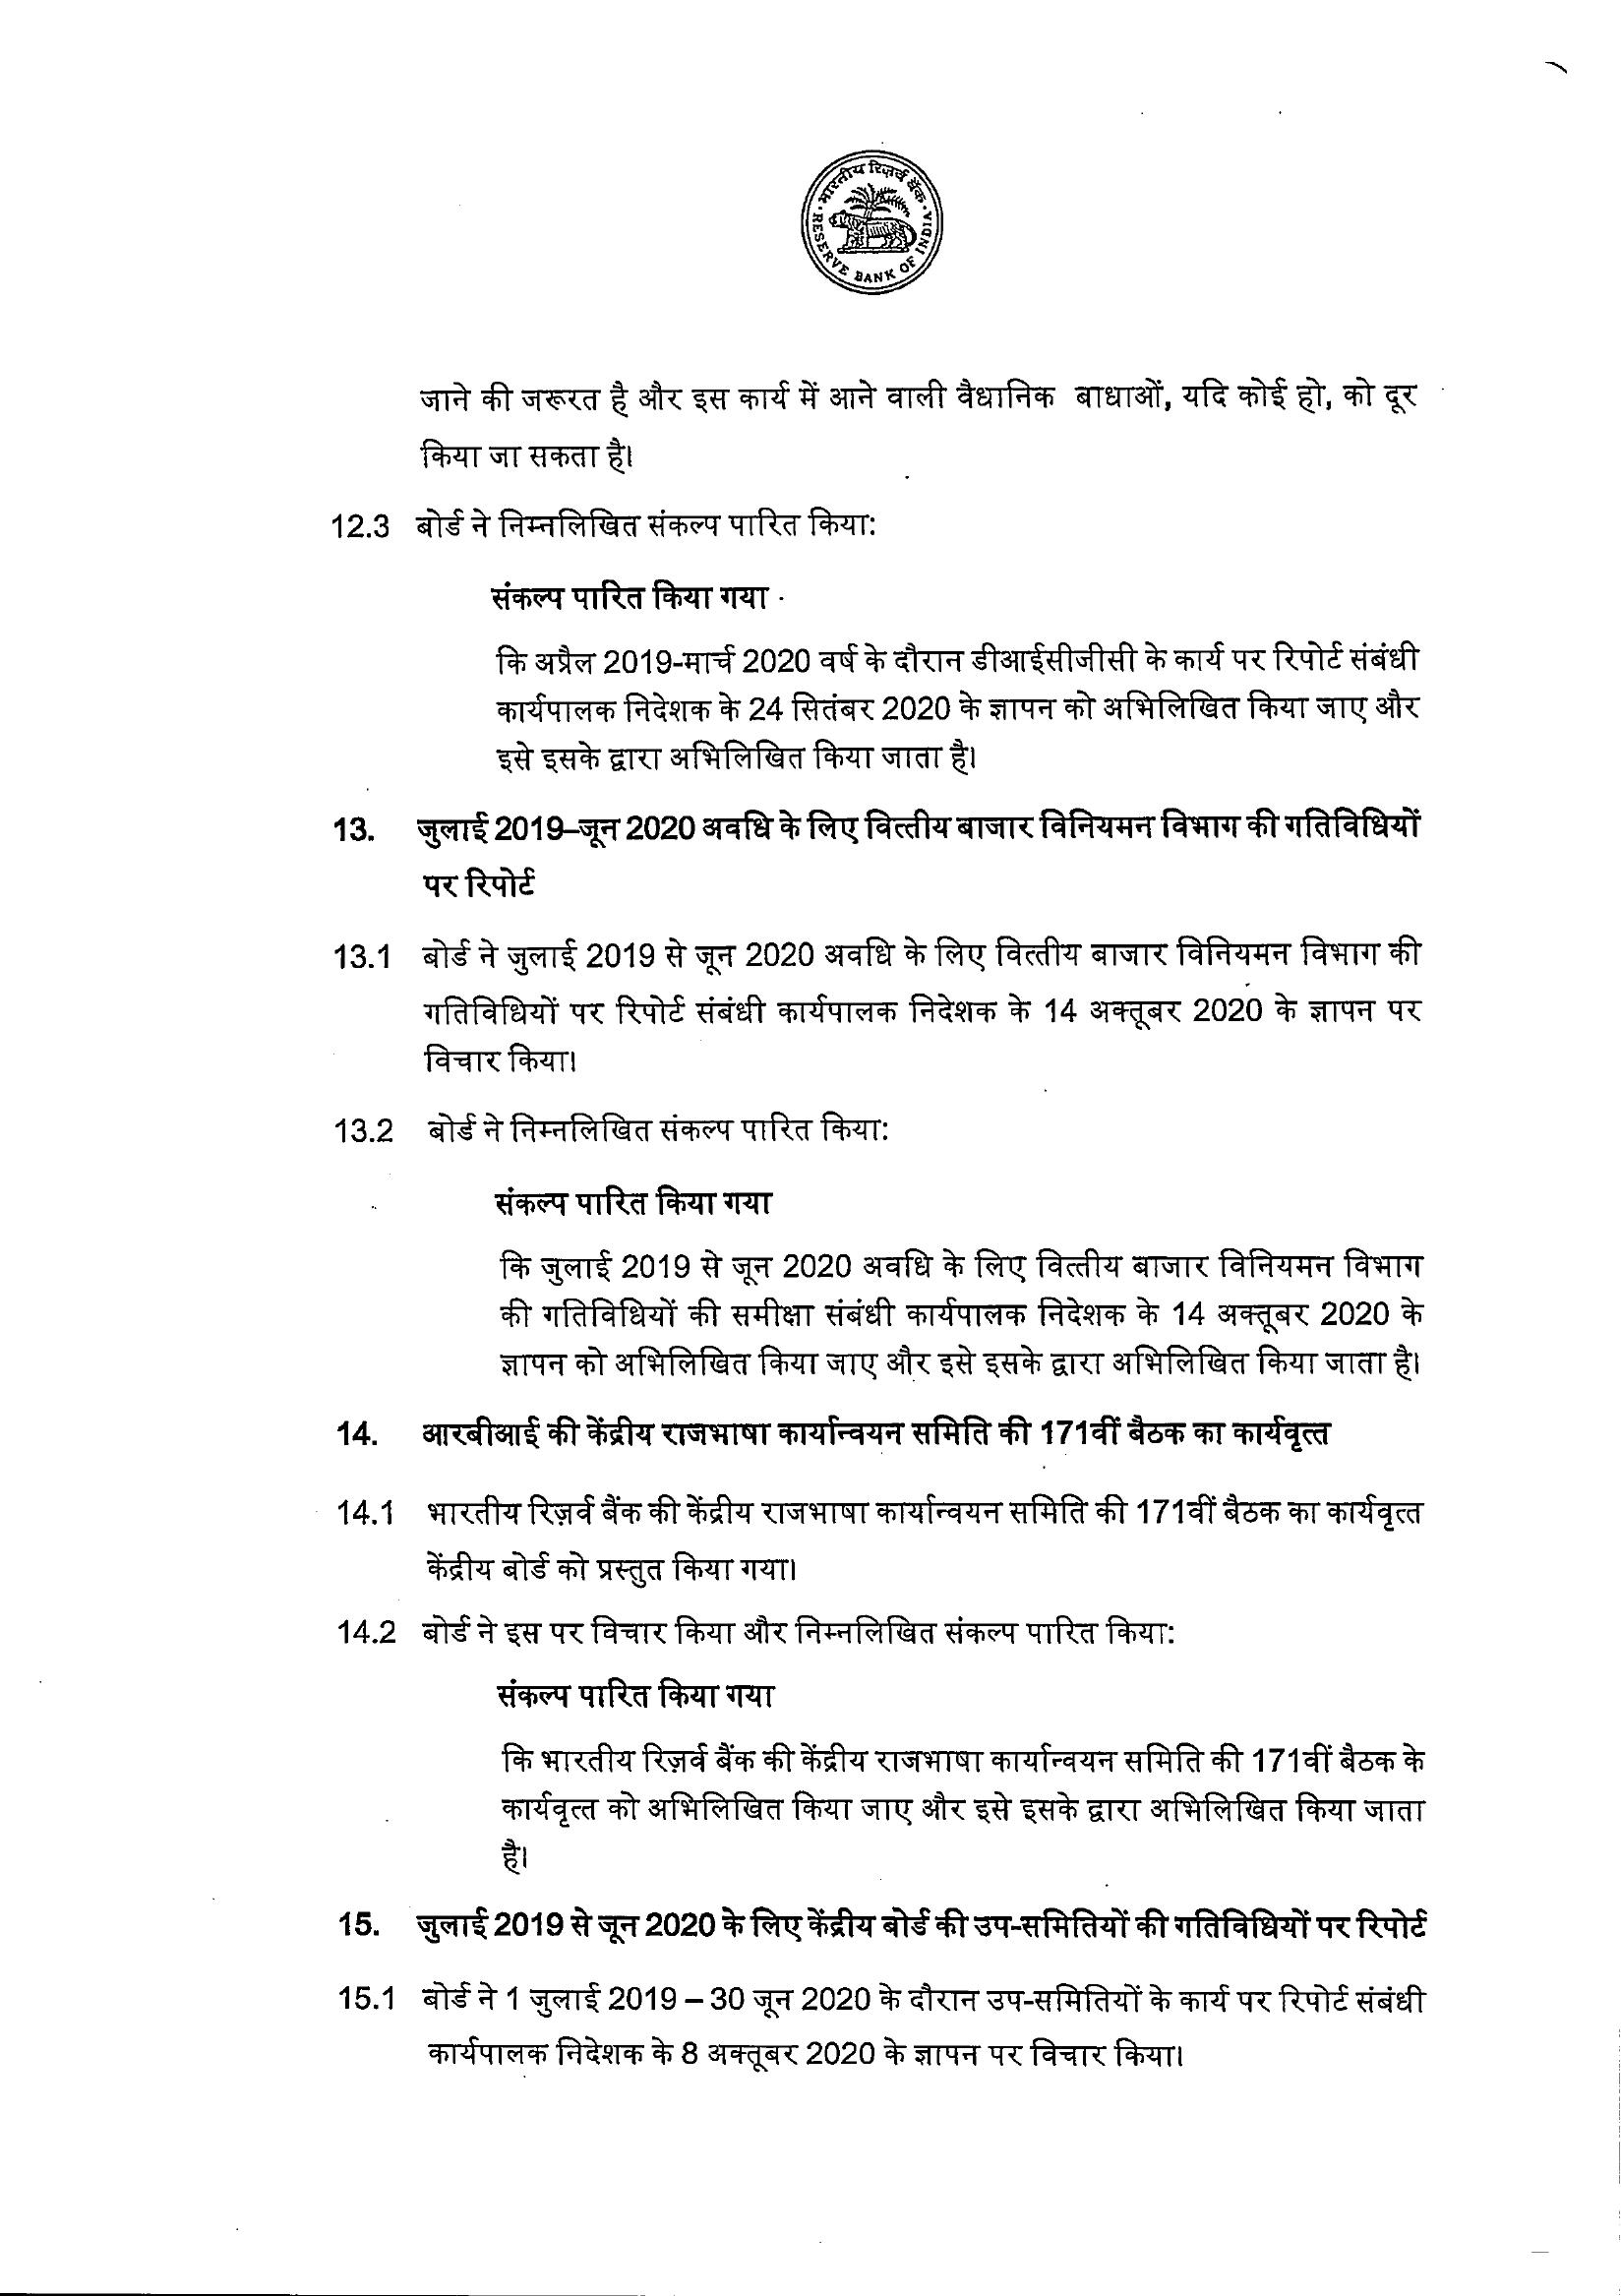 भारतीय रिज़र्व बैंक
RESERVE BANK OF INDIA
जाने की जरूरत है और इस कार्य में आने वाली वैधानिक बाधाओं, यदि कोई हो, को दूर
किया जा सकता है।
12.3 बोर्ड ने निम्नलिखित संकल्प पारित किया:
संकल्प पारित किया गया
कि अप्रैल 2019-मार्च 2020 वर्ष के दौरान डीआईसीजीसी के कार्य पर रिपोर्ट संबंधी
कार्यपालक निदेशक के 24 सितंबर 2020 के ज्ञापन को अभिलिखित किया जाए और
इसे इसके द्वारा अभिलिखित किया जाता है।
13. जुलाई 2019–जून 2020 अवधि के लिए वित्तीय बाजार विनियमन विभाग की गतिविधियों
पर रिपोर्ट
13.1 बोर्ड ने जुलाई 2019 से जून 2020 अवधि के लिए वित्तीय बाजार विनियमन विभाग की
गतिविधियों पर रिपोर्ट संबंधी कार्यपालक निदेशक के 14 अक्तूबर 2020 के ज्ञापन पर
विचार किया।
13.2 बोर्ड ने निम्नलिखित संकल्प पारित किया:
संकल्प पारित किया गया
कि जुलाई 2019 से जून 2020 अवधि के लिए वित्तीय बाजार विनियमन विभाग
की गतिविधियों की समीक्षा संबंधी कार्यपालक निदेशक के 14 अक्तूबर 2020 के
ज्ञापन को अभिलिखित किया जाए और इसे इसके द्वारा अभिलिखित किया जाता है।
14. आरबीआई की केंद्रीय राजभाषा कार्यान्वयन समिति की 171वीं बैठक का कार्यवृत्त
14.1 भारतीय रिज़र्व बैंक की केंद्रीय राजभाषा कार्यान्वयन समिति की 171वीं बैठक का कार्यवृत्त
केंद्रीय बोर्ड को प्रस्तुत किया गया।
14.2 बोर्ड ने इस पर विचार किया और निम्नलिखित संकल्प पारित किया:
संकल्प पारित किया गया
कि भारतीय रिज़र्व बैंक की केंद्रीय राजभाषा कार्यान्वयन समिति की 171वीं बैठक के
कार्यवृत्त को अभिलिखित किया जाए और इसे इसके द्वारा अभिलिखित किया जाता
है।
15. जुलाई 2019 से जून 2020 के लिए केंद्रीय बोर्ड की उप-समितियों की गतिविधियों पर रिपोर्ट
15.1 बोर्ड ने 1 जुलाई 2019 – 30 जून 2020 के दौरान उप-समितियों के कार्य पर रिपोर्ट संबंधी
कार्यपालक निदेशक के 8 अक्तूबर 2020 के ज्ञापन पर विचार किया।